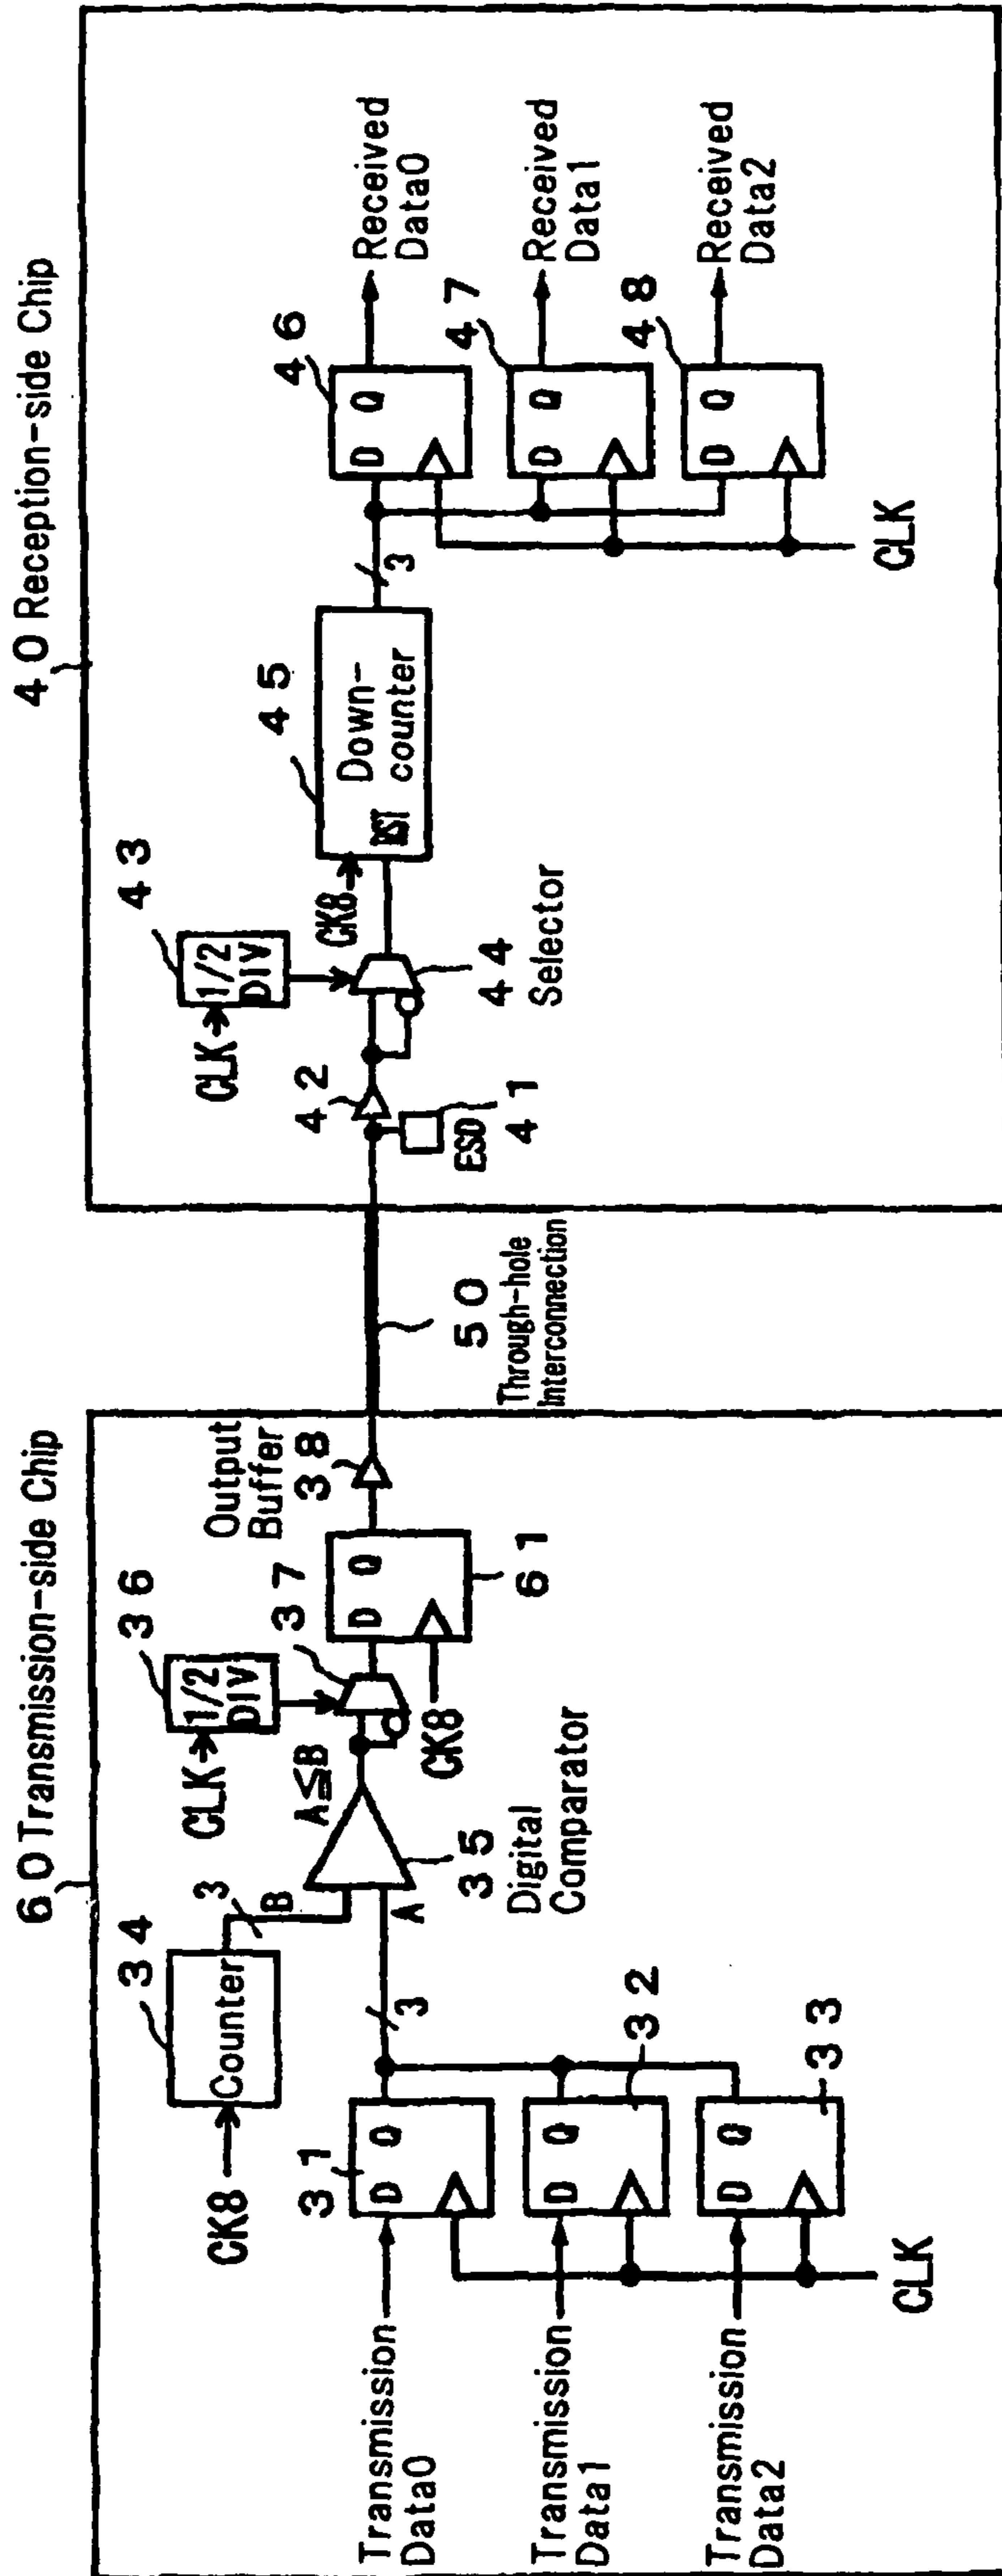 60 Transmission-side Chip
40 Reception-side Chip
CK8
Counter
34
3
B
A
A≦B
35
Digital
Comparator
CLK
1/2
DIV
36
37
D Q
CK8
61
Output
Buffer
38
50
Through-hole
Interconnection
Transmission
Data0
D Q
31
3
Transmission
Data1
D Q
32
Transmission
Data2
D Q
33
CLK
ESD
41
42
CLK
1/2
DIV
43
44
Selector
CK8
RST
Down-
counter
45
3
D Q
46
Received
Data0
D Q
47
Received
Data1
D Q
48
Received
Data2
CLK